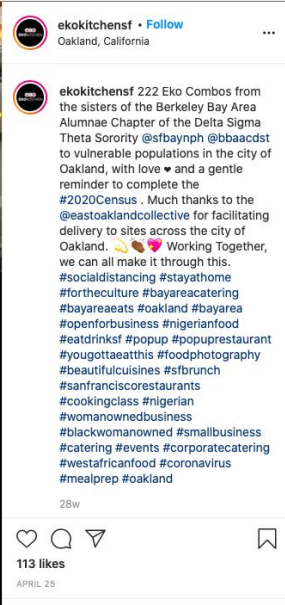 ekokitchensf • Follow
Oakland, California
ekokitchensf 222 Eko Combos from
the sisters of the Berkeley Bay Area
Alumnae Chapter of the Delta Sigma
Theta Sorority @sfbaynph @bbaacdst
to vulnerable populations in the city of
Oakland, with love ❤ and a gentle
reminder to complete the
#2020Census . Much thanks to the
@eastoaklandcollective for facilitating
delivery to sites across the city of
Oakland. 💫👏🏾💖 Working Together,
we can all make it through this.
#socialdistancing #stayathome
#fortheculture #bayareacatering
#bayareaeats #oakland #bayarea
#openforbusiness #nigerianfood
#eatdrinksf #popup #popuprestaurant
#yougottaeatthis #foodphotography
#beautifulcuisines #sfbrunch
#sanfranciscorestaurants
#cookingclass #nigerian
#womanownedbusiness
#blackwomanowned #smallbusiness
#catering #events #corporatecatering
#westafricanfood #coronavirus
#mealprep #oakland
28w
113 likes
APRIL 25